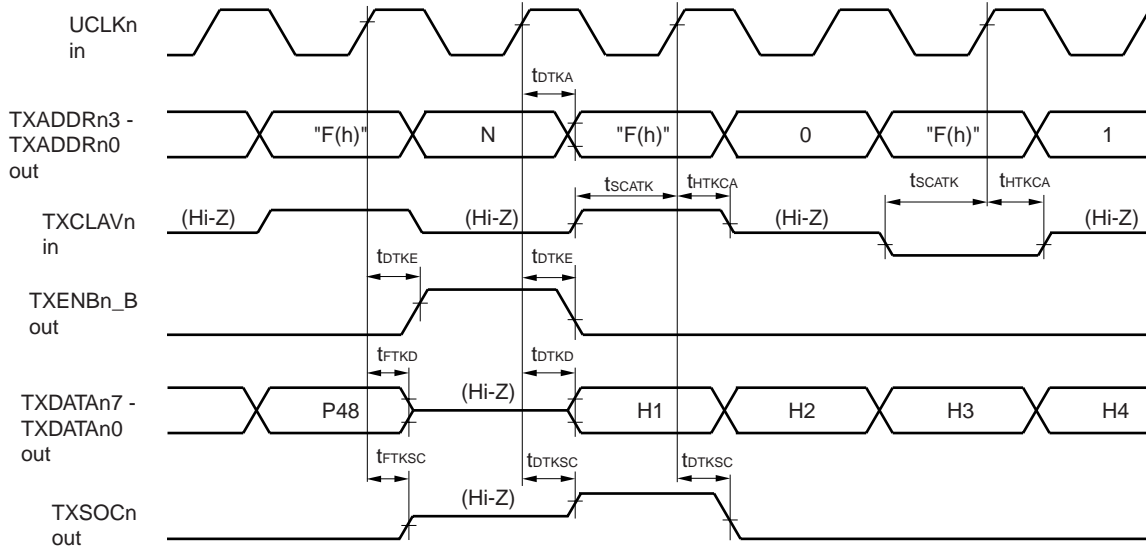 UCLKn
in
tDTKA
TXADDRn3 -
TXADDRn0
out
"F(h)" N "F(h)" 0 "F(h)" 1
tSCATK tHTKCA tSCATK tHTKCA
TXCLAVn
in
(Hi-Z) (Hi-Z) (Hi-Z) (Hi-Z)
tDTKE tDTKE
TXENBn_B
out
tFTKD tDTKD
TXDATAn7 -
TXDATAn0
out
P48 (Hi-Z) H1 H2 H3 H4
tFTKSC tDTKSC tDTKSC
TXSOCn
out
(Hi-Z)